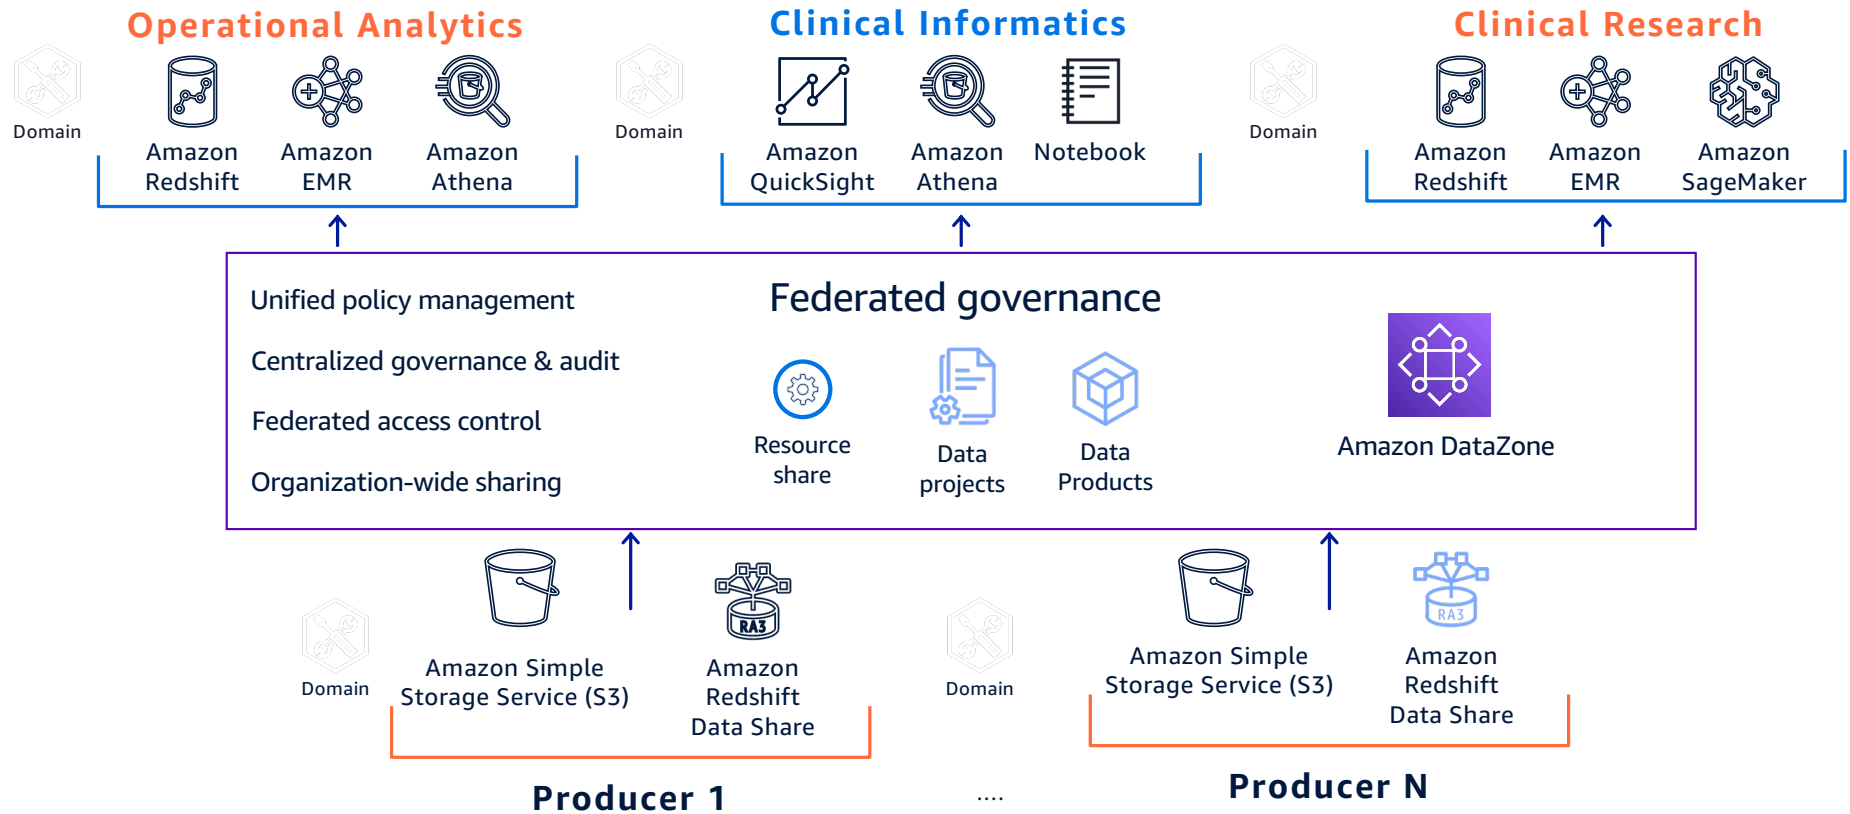 Operational Analytics
Clinical Informatics
Clinical Research
Domain
Amazon
Redshift
Amazon
EMR
Amazon
Athena
Domain
Amazon
QuickSight
Amazon
Athena
Notebook
Domain
Amazon
Redshift
Amazon
EMR
Amazon
SageMaker
Unified policy management
Centralized governance & audit
Federated access control
Organization-wide sharing
Federated governance
Resource
share
Data
projects
Data
Products
Amazon DataZone
Domain
Amazon Simple
Storage Service (S3)
RA3
Amazon
Redshift
Data Share
Domain
Amazon Simple
Storage Service (S3)
RA3
Amazon
Redshift
Data Share
Producer 1
....
Producer N